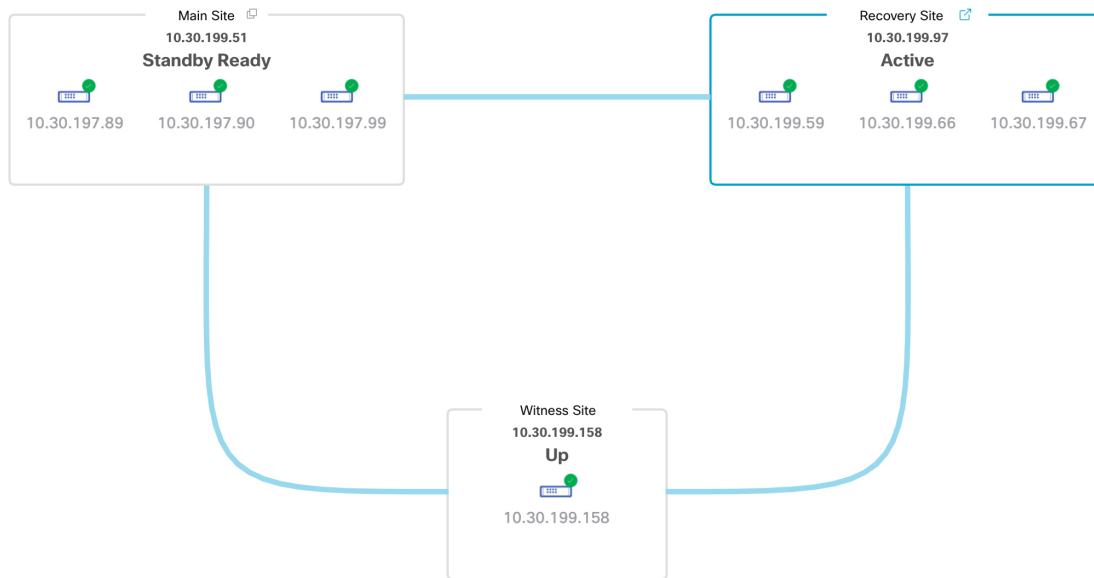 Main Site
10.30.199.51
Standby Ready
10.30.197.89
10.30.197.90
10.30.197.99
Recovery Site
10.30.199.97
Active
10.30.199.59
10.30.199.66
10.30.199.67
Witness Site
10.30.199.158
Up
10.30.199.158